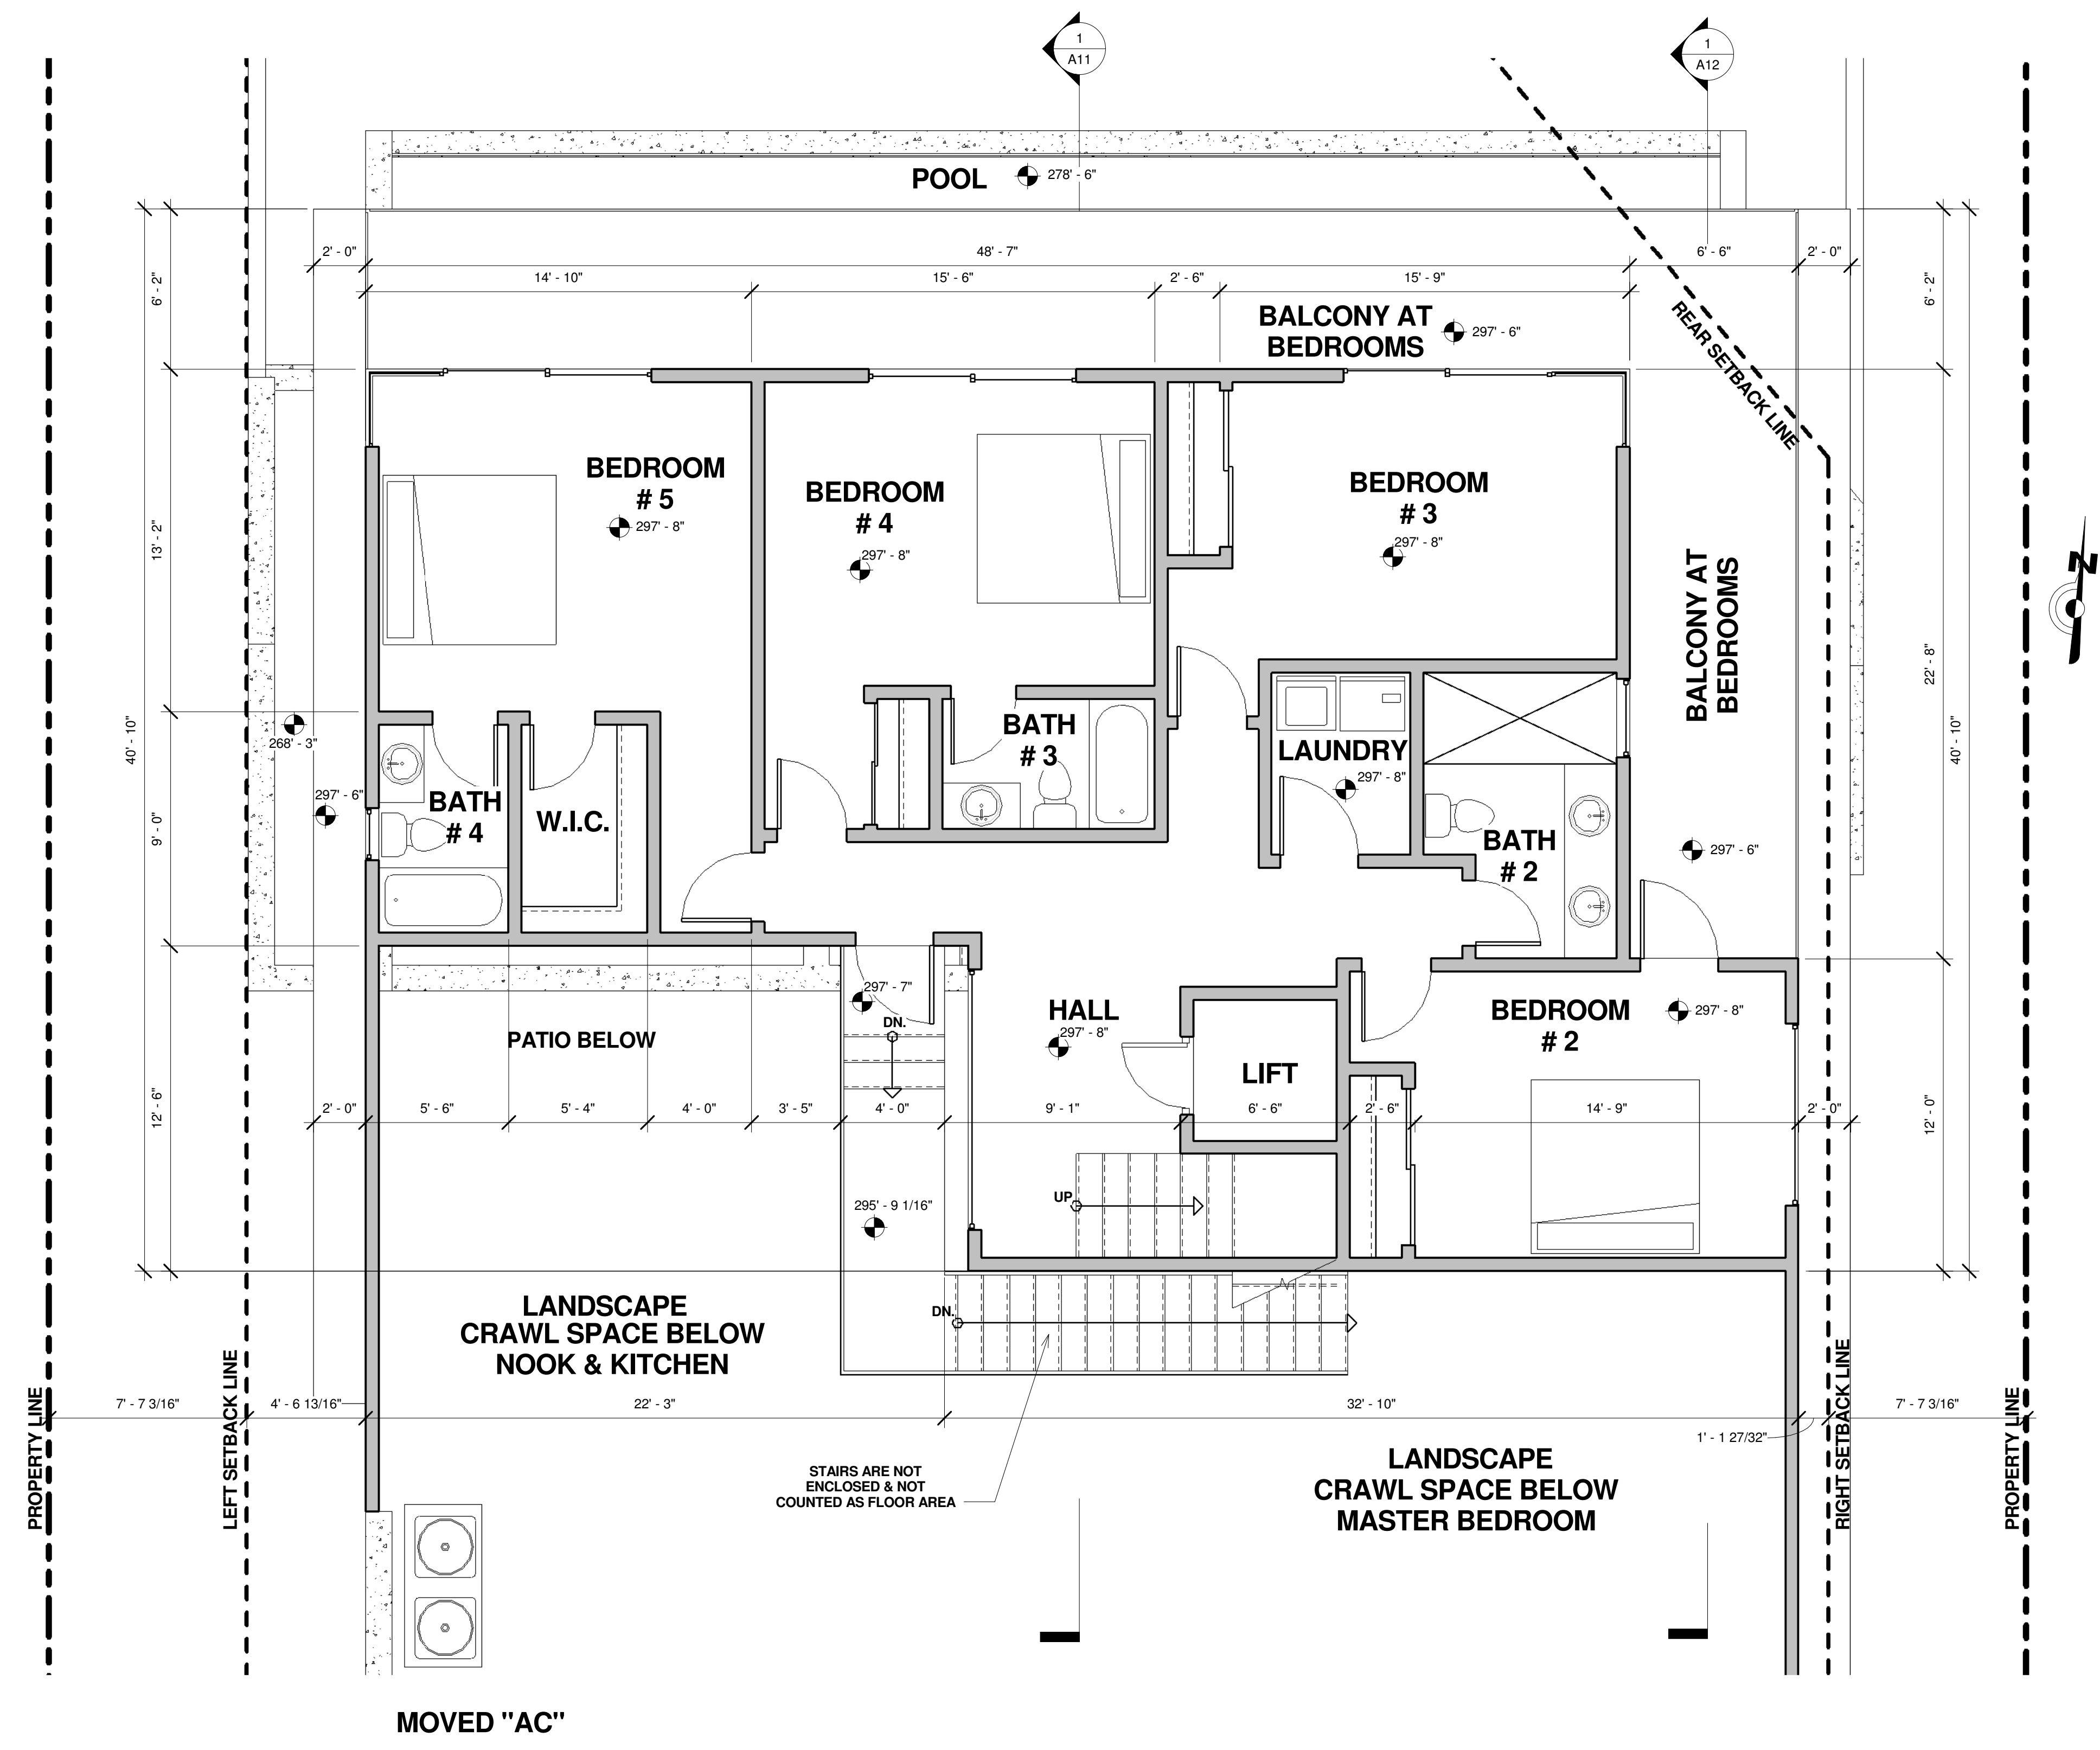 1
A11
1
A12
POOL
278' - 6"
2' - 0"
48' - 7"
6' - 6"
2' - 0"
14' - 10"
15' - 6"
2' - 6"
15' - 9"
6' - 2"
6' - 2"
BALCONY AT
BEDROOMS
297' - 6"
REAR SETBACK LINE
BEDROOM
# 5
297' - 8"
BEDROOM
# 4
297' - 8"
BEDROOM
# 3
297' - 8"
13' - 2"
22' - 8"
BALCONY AT
BEDROOMS
N
40' - 10"
40' - 10"
268' - 3"
297' - 6"
9' - 0"
BATH
# 4
W.I.C.
BATH
# 3
LAUNDRY
297' - 8"
BATH
# 2
297' - 6"
297' - 7"
DN.
PATIO BELOW
HALL
297' - 8"
LIFT
BEDROOM
# 2
297' - 8"
12' - 6"
12' - 0"
2' - 0"
5' - 6"
5' - 4"
4' - 0"
3' - 5"
4' - 0"
9' - 1"
6' - 6"
2' - 6"
14' - 9"
2' - 0"
UP
295' - 9 1/16"
DN.
LANDSCAPE
CRAWL SPACE BELOW
NOOK & KITCHEN
PROPERTY LINE
7' - 7 3/16"
LEFT SETBACK LINE
4' - 6 13/16"
22' - 3"
32' - 10"
1' - 1 27/32"
RIGHT SETBACK LINE
7' - 7 3/16"
PROPERTY LINE
STAIRS ARE NOT
ENCLOSED & NOT
COUNTED AS FLOOR AREA
LANDSCAPE
CRAWL SPACE BELOW
MASTER BEDROOM
MOVED "AC"